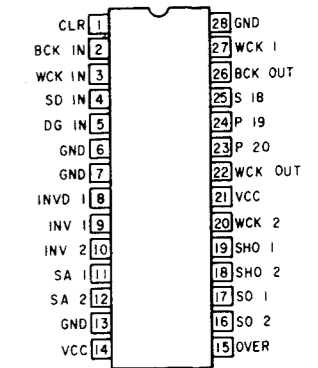 CLR 1
BCK IN 2
WCK IN 3
SD IN 4
DG IN 5
GND 6
GND 7
INVD 1 8
INV 1 9
INV 2 10
SA 1 11
SA 2 12
GND 13
VCC 14
28 GND
27 WCK 1
26 BCK OUT
25 S 18
24 P 19
23 P 20
22 WCK OUT
21 VCC
20 WCK 2
19 SHO 1
18 SHO 2
17 SO 1
16 SO 2
15 OVER